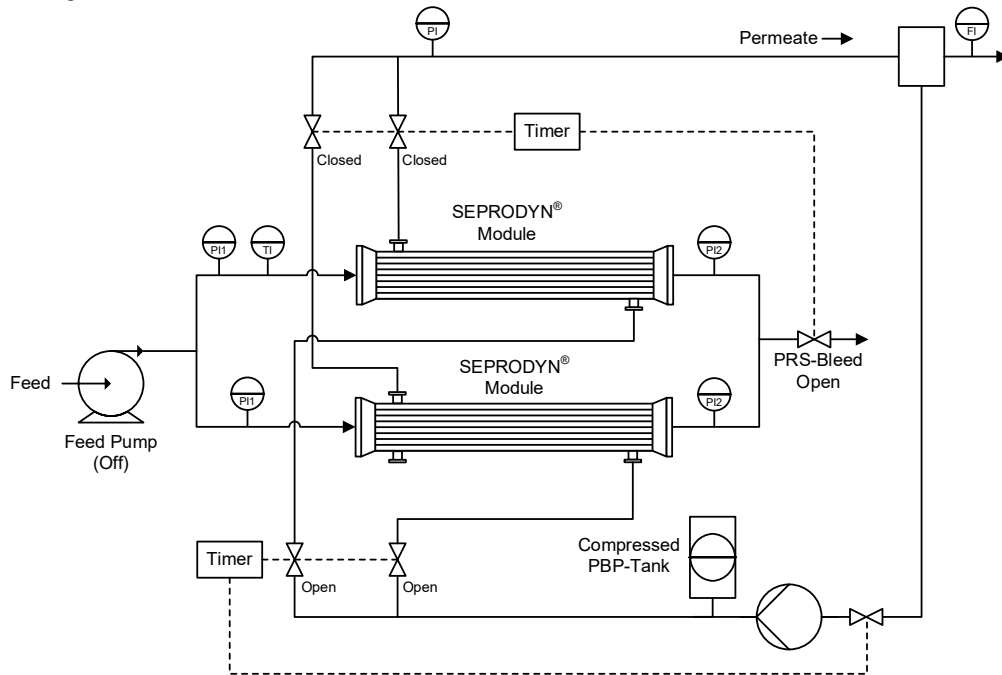 PI
FI
Permeate
Timer
Closed
Closed
SEPRODYN®
Module
PI1
TI
PI2
PRS-Bleed
Open
Feed
SEPRODYN®
Module
PI1
PI2
Feed Pump
(Off)
Timer
Open
Open
Compressed
PBP-Tank